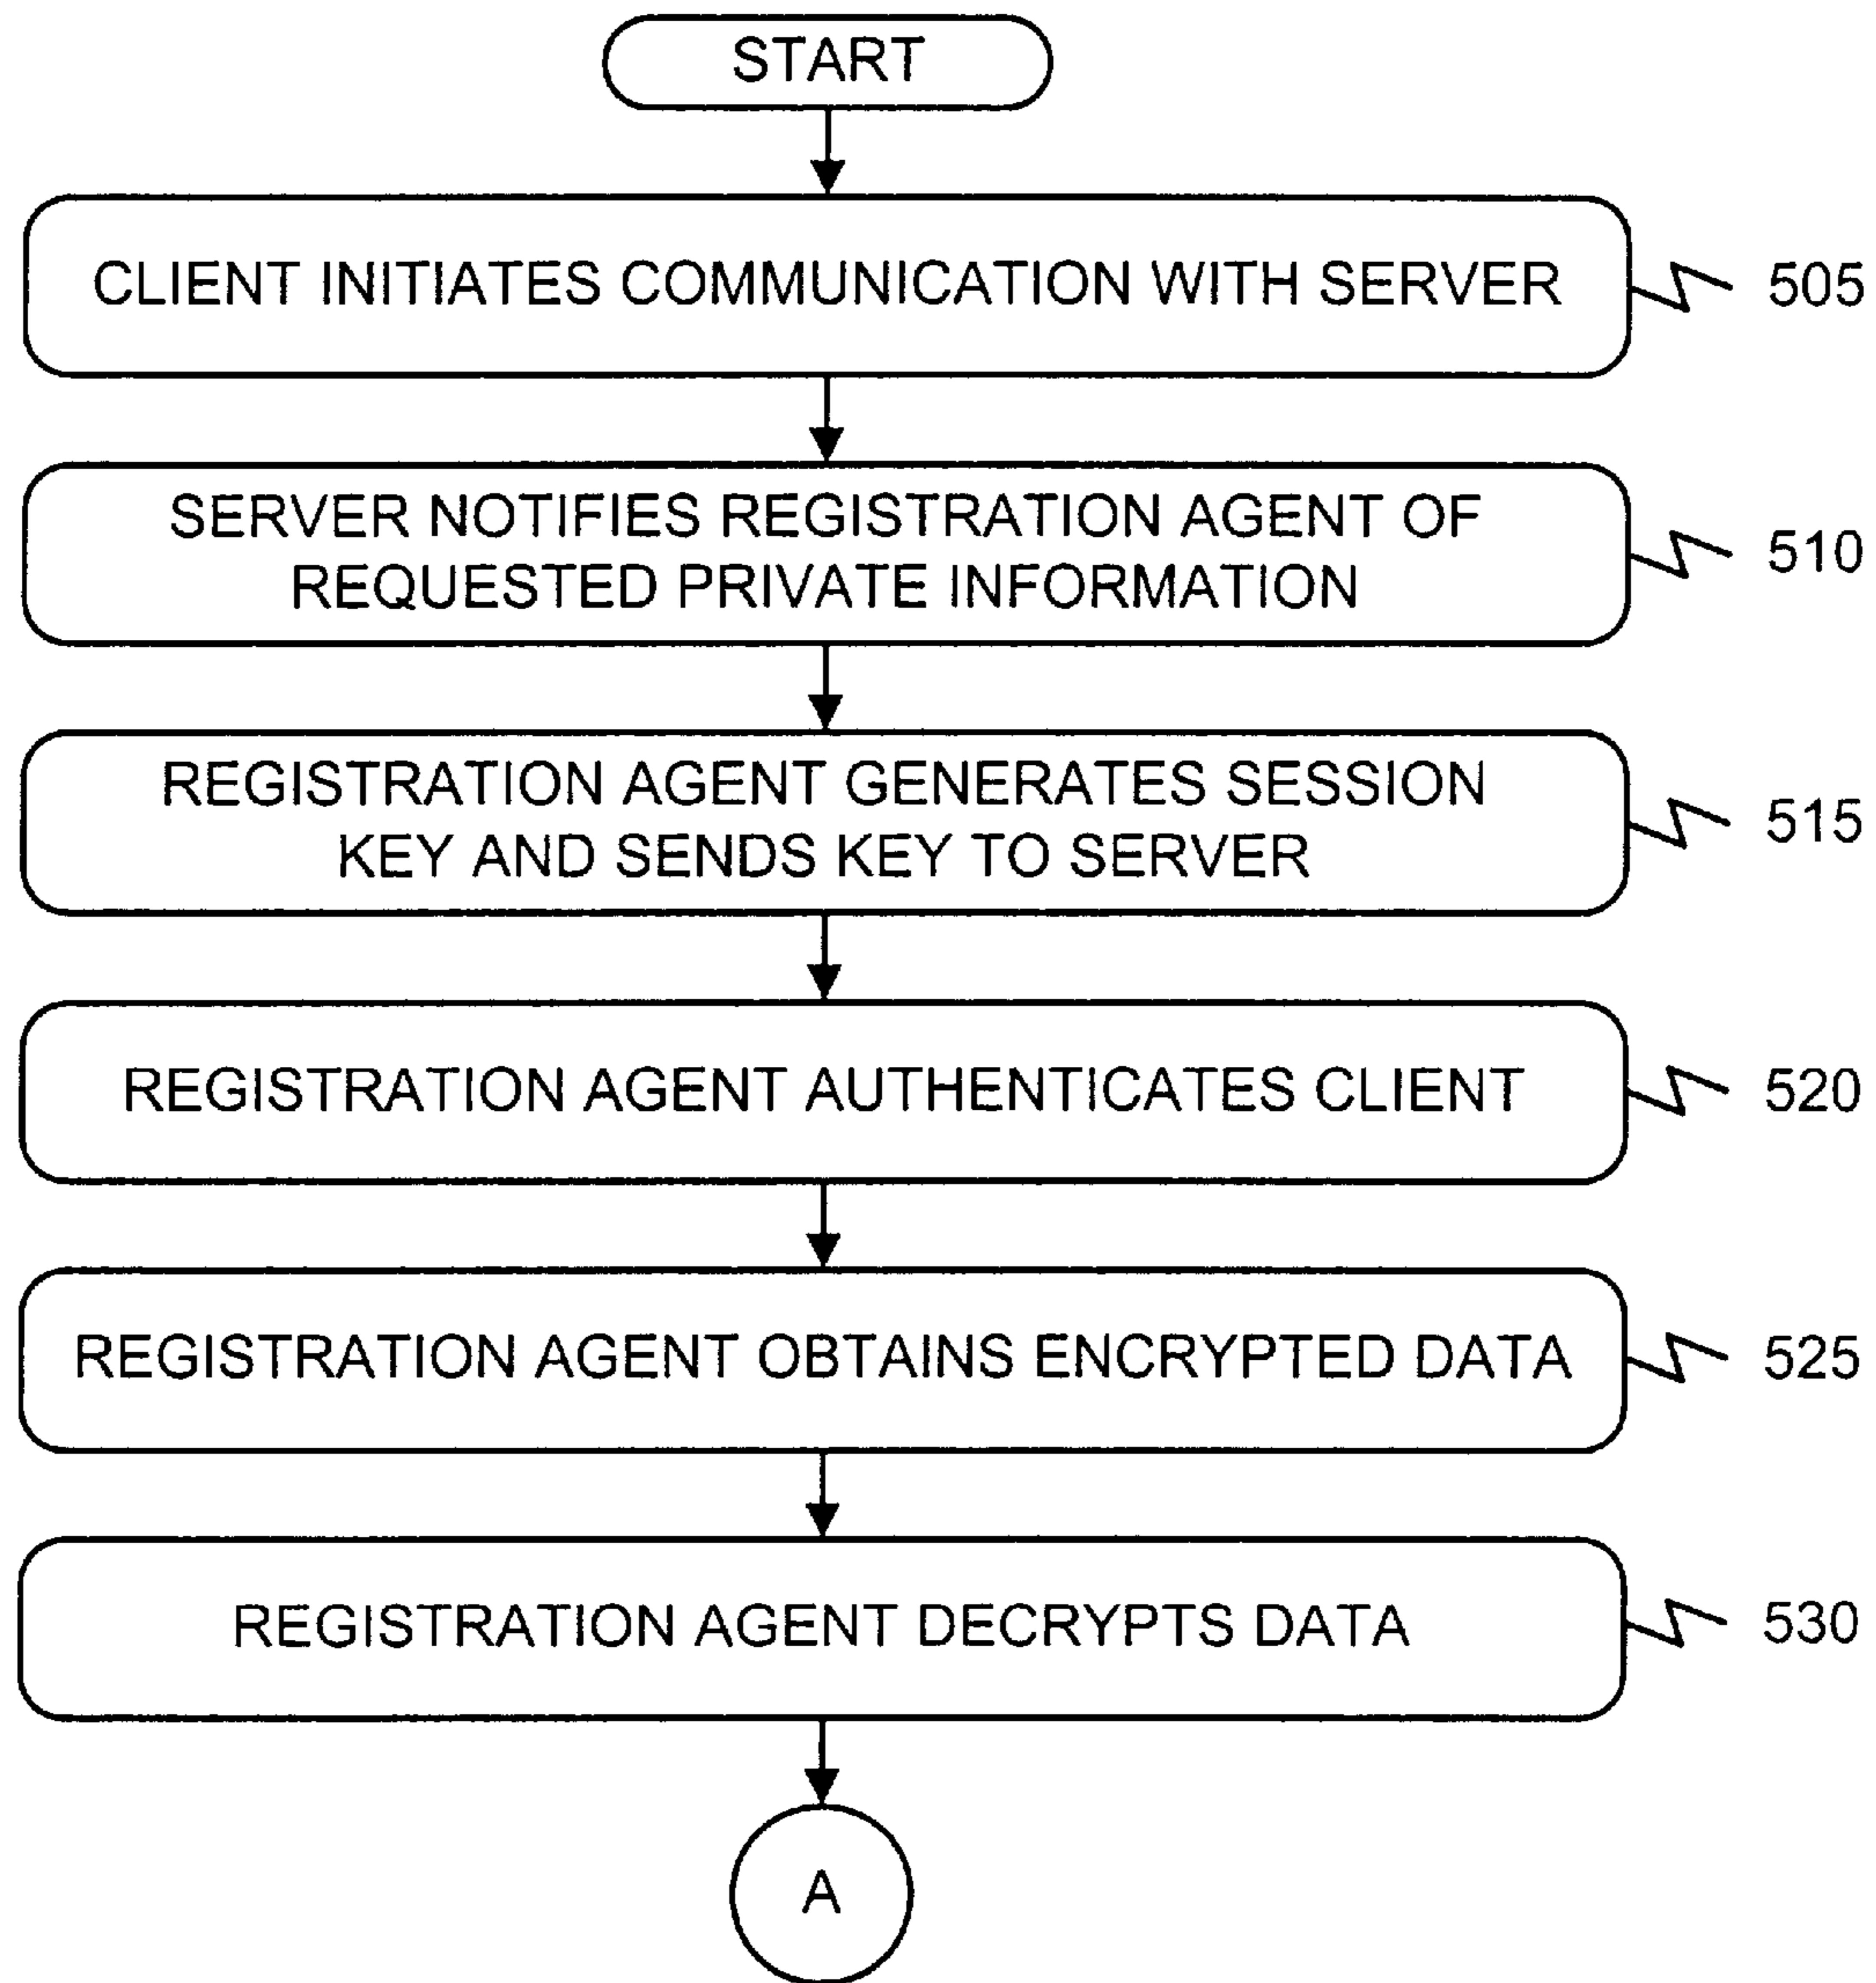 START
CLIENT INITIATES COMMUNICATION WITH SERVER
505
SERVER NOTIFIES REGISTRATION AGENT OF
REQUESTED PRIVATE INFORMATION
510
REGISTRATION AGENT GENERATES SESSION
KEY AND SENDS KEY TO SERVER
515
REGISTRATION AGENT AUTHENTICATES CLIENT
520
REGISTRATION AGENT OBTAINS ENCRYPTED DATA
525
REGISTRATION AGENT DECRYPTS DATA
530
A